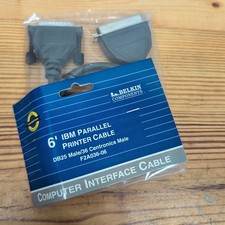 BELKIN
COMPONENTS
6' IBM PARALLEL
PRINTER CABLE
DB25 Male/36 Centronics Male
F2A036-06
COMPUTER INTERFACE CABLE